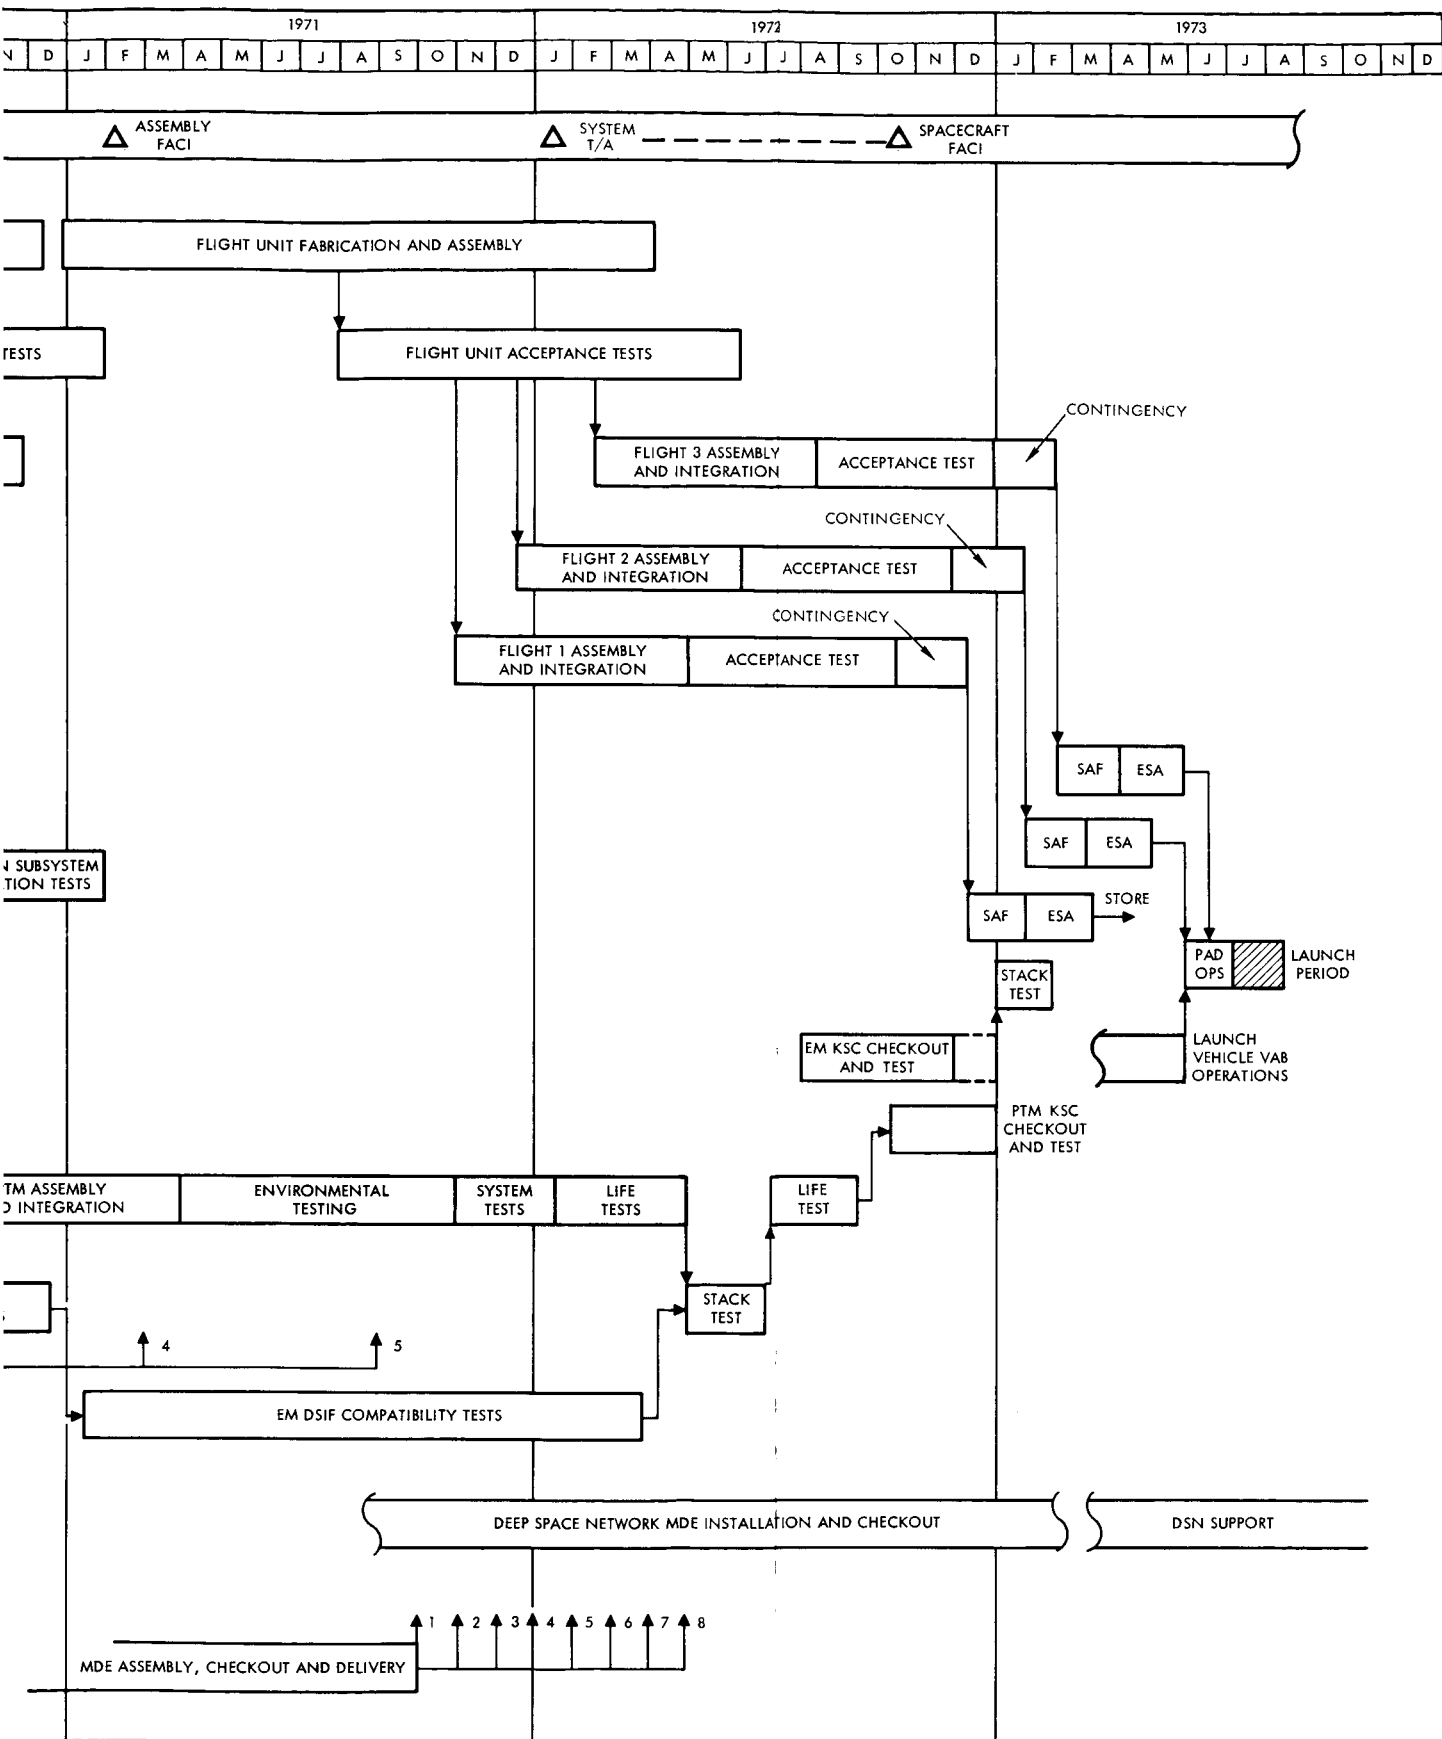 1971
1972
1973
N D J F M A M J J A S O N D J F M A M J J A S O N D J F M A M J J A S O N D
ASSEMBLY
FACI
SYSTEM
T/A
SPACECRAFT
FACI
FLIGHT UNIT FABRICATION AND ASSEMBLY
TESTS
FLIGHT UNIT ACCEPTANCE TESTS
CONTINGENCY
FLIGHT 3 ASSEMBLY
AND INTEGRATION
ACCEPTANCE TEST
CONTINGENCY
FLIGHT 2 ASSEMBLY
AND INTEGRATION
ACCEPTANCE TEST
CONTINGENCY
FLIGHT 1 ASSEMBLY
AND INTEGRATION
ACCEPTANCE TEST
SAF
ESA
SAF
ESA
N SUBSYSTEM
TION TESTS
SAF
ESA
STORE
PAD
OPS
LAUNCH
PERIOD
STACK
TEST
EM KSC CHECKOUT
AND TEST
LAUNCH
VEHICLE VAB
OPERATIONS
PTM KSC
CHECKOUT
AND TEST
TM ASSEMBLY
D INTEGRATION
ENVIRONMENTAL
TESTING
SYSTEM
TESTS
LIFE
TESTS
LIFE
TEST
STACK
TEST
4
5
EM DSIF COMPATIBILITY TESTS
DEEP SPACE NETWORK MDE INSTALLATION AND CHECKOUT
DSN SUPPORT
1 2 3 4 5 6 7 8
MDE ASSEMBLY, CHECKOUT AND DELIVERY